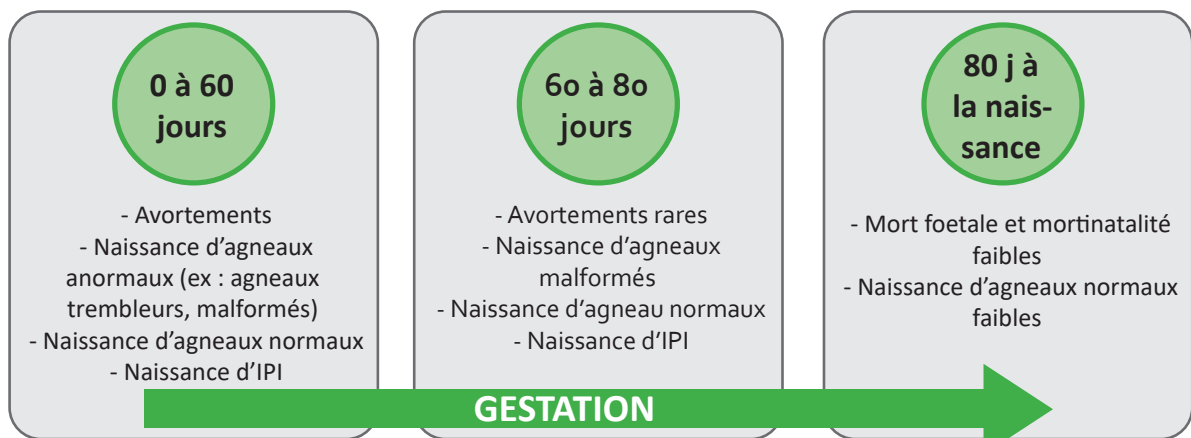 0 à 60
jours
- Avortements
- Naissance d'agneaux
anormaux (ex : agneaux
trembleurs, malformés)
- Naissance d'agneaux normaux
- Naissance d'IPI
6o à 8o
jours
- Avortements rares
- Naissance d'agneaux
malformés
- Naissance d'agneau normaux
- Naissance d'IPI
80 j à
la nais-
sance
- Mort foetale et mortinatalité
faibles
- Naissance d'agneaux normaux
faibles
GESTATION